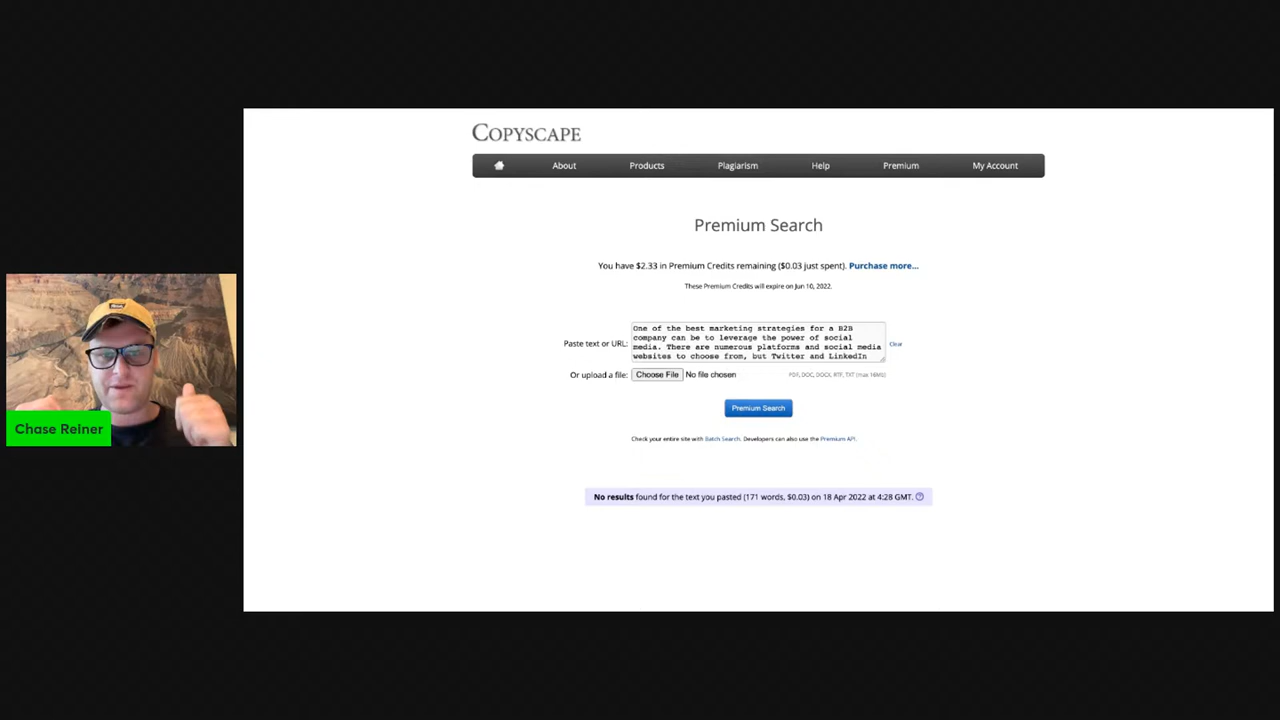 COPYSCAPE
About Products Plagiarism Help Premium My Account
Premium Search
You have $2.33 in Premium Credits remaining ($0.03 just spent). Purchase more...
These Premium Credits will expire on Jun 10, 2022.
Paste text or URL:
One of the best marketing strategies for a B2B
company can be to leverage the power of social
media. There are numerous platforms and social media
websites to choose from, but Twitter and LinkedIn
Clear
Or upload a file: Choose File No file chosen PDF, DOC, DOCX, RTF, TXT (max 16MB)
Premium Search
Check your entire site with Batch Search. Developers can also use the Premium API.
No results found for the text you pasted (171 words, $0.03) on 18 Apr 2022 at 4:28 GMT.
Chase Reiner